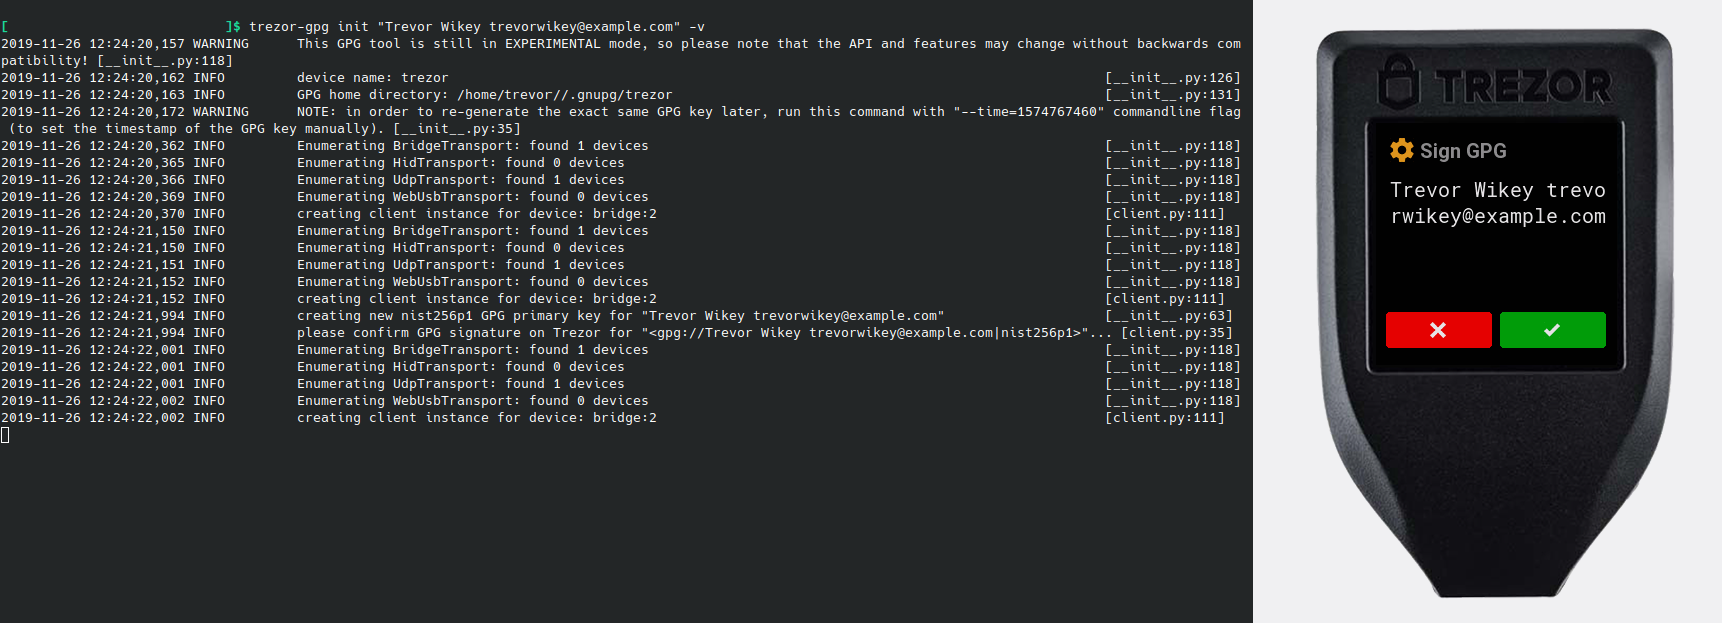 [ ]$ trezor-gpg init "Trevor Wikey trevorwikey@example.com" -v
2019-11-26 12:24:20,157 WARNING This GPG tool is still in EXPERIMENTAL mode, so please note that the API and features may change without backwards com
patibility! [__init__.py:118]
2019-11-26 12:24:20,162 INFO device name: trezor [__init__.py:126]
2019-11-26 12:24:20,163 INFO GPG home directory: /home/trevor//.gnupg/trezor [__init__.py:131]
2019-11-26 12:24:20,172 WARNING NOTE: in order to re-generate the exact same GPG key later, run this command with "--time=1574767460" commandline flag
(to set the timestamp of the GPG key manually). [__init__.py:35]
2019-11-26 12:24:20,362 INFO Enumerating BridgeTransport: found 1 devices [__init__.py:118]
2019-11-26 12:24:20,365 INFO Enumerating HidTransport: found 0 devices [__init__.py:118]
2019-11-26 12:24:20,366 INFO Enumerating UdpTransport: found 1 devices [__init__.py:118]
2019-11-26 12:24:20,369 INFO Enumerating WebUsbTransport: found 0 devices [__init__.py:118]
2019-11-26 12:24:20,370 INFO creating client instance for device: bridge:2 [client.py:111]
2019-11-26 12:24:21,150 INFO Enumerating BridgeTransport: found 1 devices [__init__.py:118]
2019-11-26 12:24:21,150 INFO Enumerating HidTransport: found 0 devices [__init__.py:118]
2019-11-26 12:24:21,151 INFO Enumerating UdpTransport: found 1 devices [__init__.py:118]
2019-11-26 12:24:21,152 INFO Enumerating WebUsbTransport: found 0 devices [__init__.py:118]
2019-11-26 12:24:21,152 INFO creating client instance for device: bridge:2 [client.py:111]
2019-11-26 12:24:21,994 INFO creating new nist256p1 GPG primary key for "Trevor Wikey trevorwikey@example.com" [__init__.py:63]
2019-11-26 12:24:21,994 INFO please confirm GPG signature on Trezor for "<gpg://Trevor Wikey trevorwikey@example.com|nist256p1>"... [client.py:35]
2019-11-26 12:24:22,001 INFO Enumerating BridgeTransport: found 1 devices [__init__.py:118]
2019-11-26 12:24:22,001 INFO Enumerating HidTransport: found 0 devices [__init__.py:118]
2019-11-26 12:24:22,001 INFO Enumerating UdpTransport: found 1 devices [__init__.py:118]
2019-11-26 12:24:22,002 INFO Enumerating WebUsbTransport: found 0 devices [__init__.py:118]
2019-11-26 12:24:22,002 INFO creating client instance for device: bridge:2 [client.py:111]
TREZOR
Sign GPG
Trevor Wikey trevo
rwikey@example.com